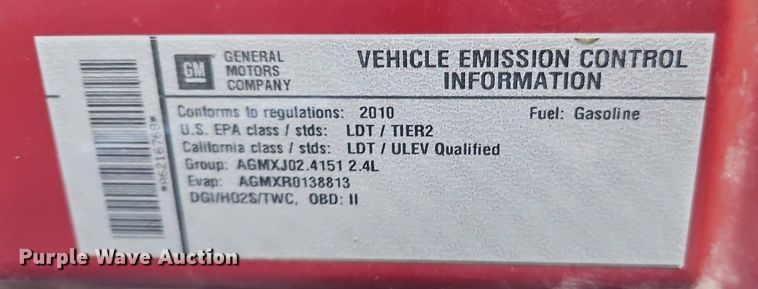 GM
GENERAL
MOTORS
COMPANY
VEHICLE EMISSION CONTROL
INFORMATION
Conforms to regulations: 2010 Fuel: Gasoline
U.S. EPA class / stds: LDT / TIER2
California class / stds: LDT / ULEV Qualified
Group: AGMXJ02.4151 2.4L
Evap: AGMXR0138813
DGI/HO2S/TWC, OBD: II
Purple Wave Auction